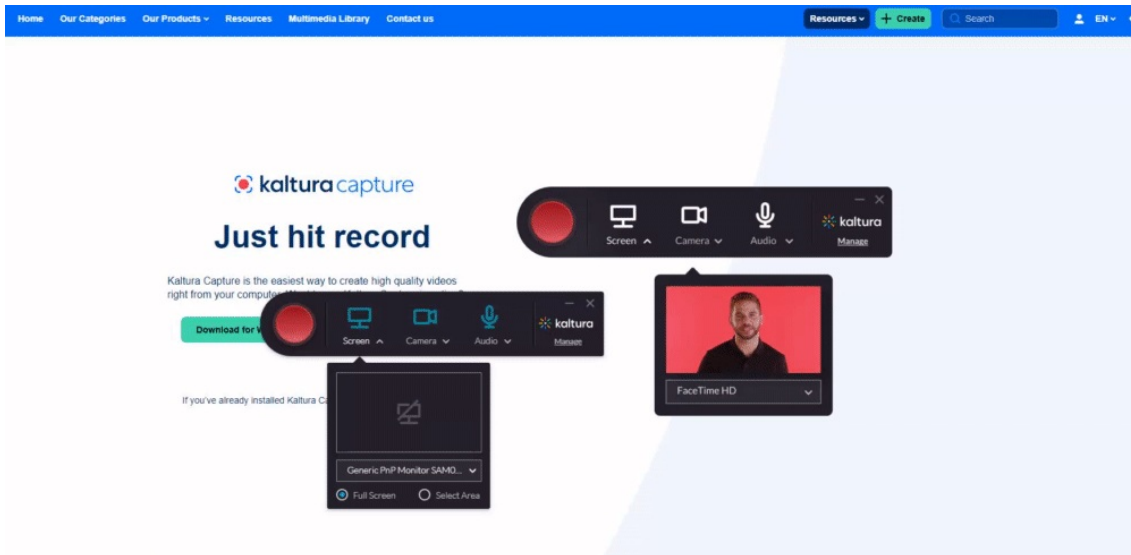 Home Our Categories Our Products Resources Multimedia Library Contact us Resources + Create Search EN
kaltura capture
Just hit record
Kaltura Capture is the easiest way to create high quality videos
right from your computer.
Download for
If you've already installed Kaltura
Screen Camera Audio kaltura
Manage
Generic PnP Monitor SAM0...
Full Screen Select Area
Screen Camera Audio kaltura
Manage
FaceTime HD